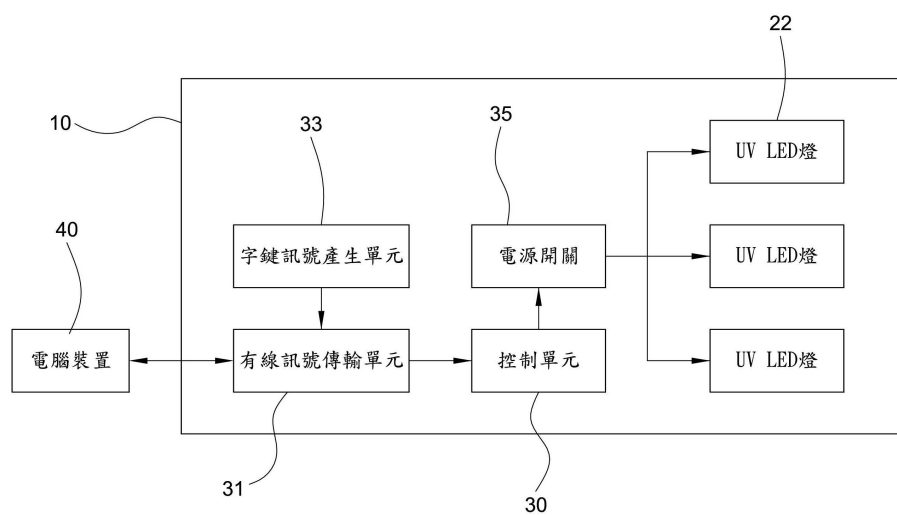 22
10
33
35
UV LED燈
40
字鍵訊號產生單元
電源開關
UV LED燈
電腦裝置
有線訊號傳輸單元
控制單元
UV LED燈
31
30